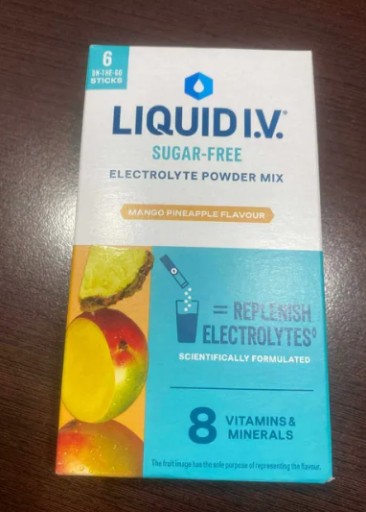 6
ON-THE-GO
STICKS
LIQUID I.V.®
SUGAR-FREE
ELECTROLYTE POWDER MIX
MANGO PINEAPPLE FLAVOUR
= REPLENISH
ELECTROLYTES◊
SCIENTIFICALLY FORMULATED
8 VITAMINS &
MINERALS
The fruit image has the sole purpose of representing the flavour.